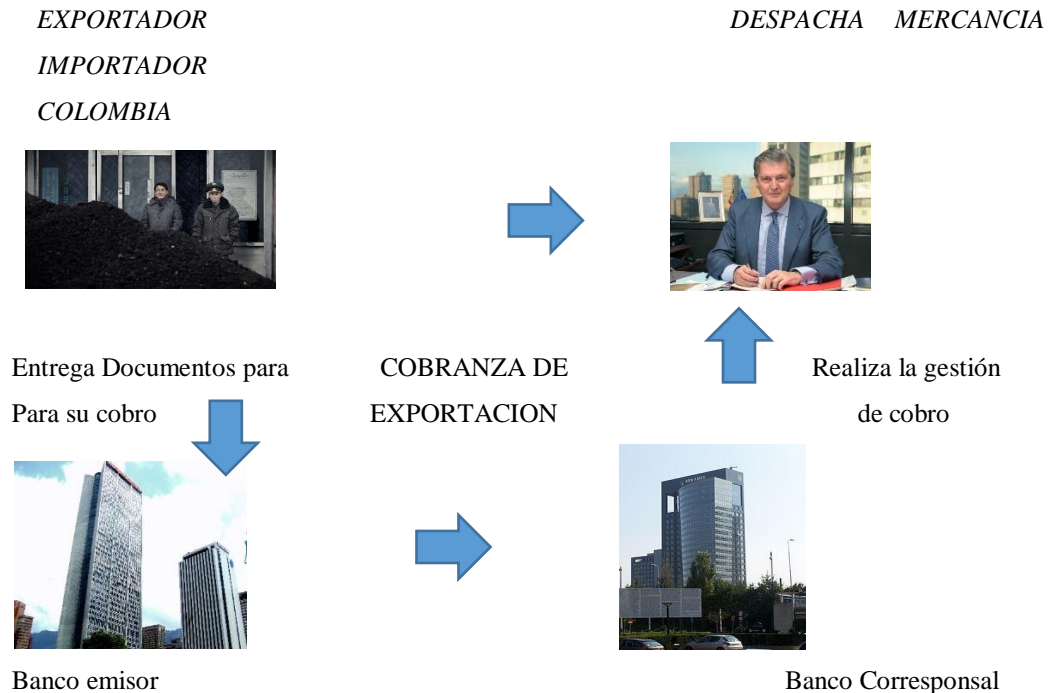 EXPORTADOR DESPACHA MERCANCIA
IMPORTADOR
COLOMBIA
Entrega Documentos para COBRANZA DE Realiza la gestión
Para su cobro EXPORTACION de cobro
Banco emisor Banco Corresponsal